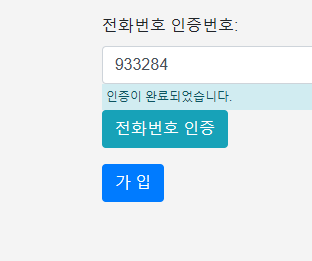 전화번호 인증번호:
933284
인증이 완료되었습니다.
전화번호 인증
가 입